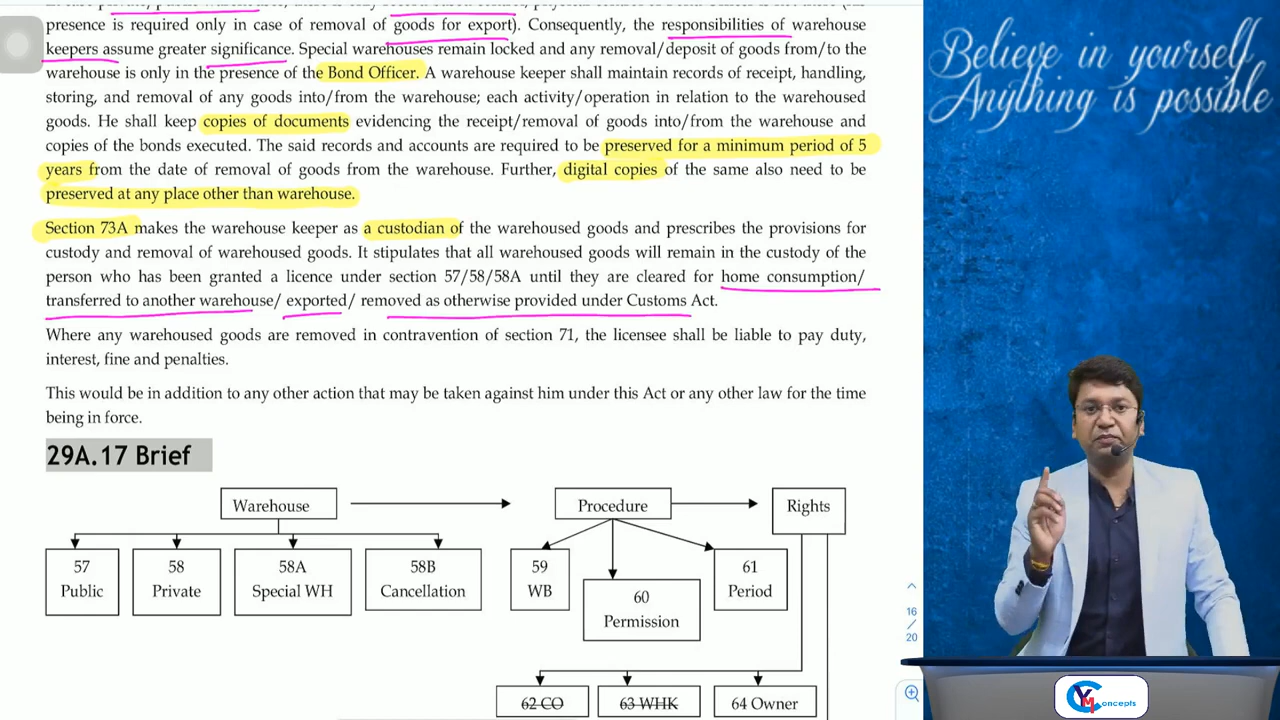 presence is required only in case of removal of goods for export). Consequently, the responsibilities of warehouse
keepers assume greater significance. Special warehouses remain locked and any removal/deposit of goods from/to the
warehouse is only in the presence of the Bond Officer. A warehouse keeper shall maintain records of receipt, handling,
storing, and removal of any goods into/from the warehouse; each activity/operation in relation to the warehoused
goods. He shall keep copies of documents evidencing the receipt/removal of goods into/from the warehouse and
copies of the bonds executed. The said records and accounts are required to be preserved for a minimum period of 5
years from the date of removal of goods from the warehouse. Further, digital copies of the same also need to be
preserved at any place other than warehouse.
Section 73A makes the warehouse keeper as a custodian of the warehoused goods and prescribes the provisions for
custody and removal of warehoused goods. It stipulates that all warehoused goods will remain in the custody of the
person who has been granted a licence under section 57/58/58A until they are cleared for home consumption/
transferred to another warehouse/ exported/ removed as otherwise provided under Customs Act.
Where any warehoused goods are removed in contravention of section 71, the licensee shall be liable to pay duty,
interest, fine and penalties.
This would be in addition to any other action that may be taken against him under this Act or any other law for the time
being in force.
29A.17 Brief
Warehouse
Procedure
Rights
57
Public
58
Private
58A
Special WH
58B
Cancellation
59
WB
60
Permission
61
Period
62 CO
63 WHK
64 Owner
Believe in yourself
Anything is possible
16
/
20
CYM
Concepts